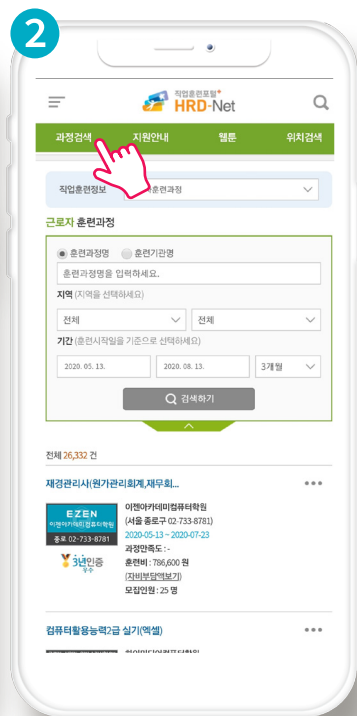 2
직업훈련포털
HRD-Net
과정검색 지원안내 웹툰 위치검색
직업훈련정보 훈련과정
근로자 훈련과정
훈련과정명 훈련기관명
훈련과정명을 입력하세요.
지역 (지역을 선택하세요)
전체 전체
기간 (훈련시작일을 기준으로 선택하세요)
2020. 05. 13. 2020. 08. 13. 3개월
검색하기
전체 26,332 건
재경관리사(원가관리회계,재무회...
EZEN
이젠아카데미컴퓨터학원
종로 02-733-8781
3년인증
우수
이젠아카데미컴퓨터학원
(서울 종로구 02-733-8781)
2020-05-13 ~ 2020-07-23
과정만족도 : -
훈련비 : 786,600 원
(자비부담액보기)
모집인원 : 25 명
컴퓨터활용능력2급 실기(엑셀)